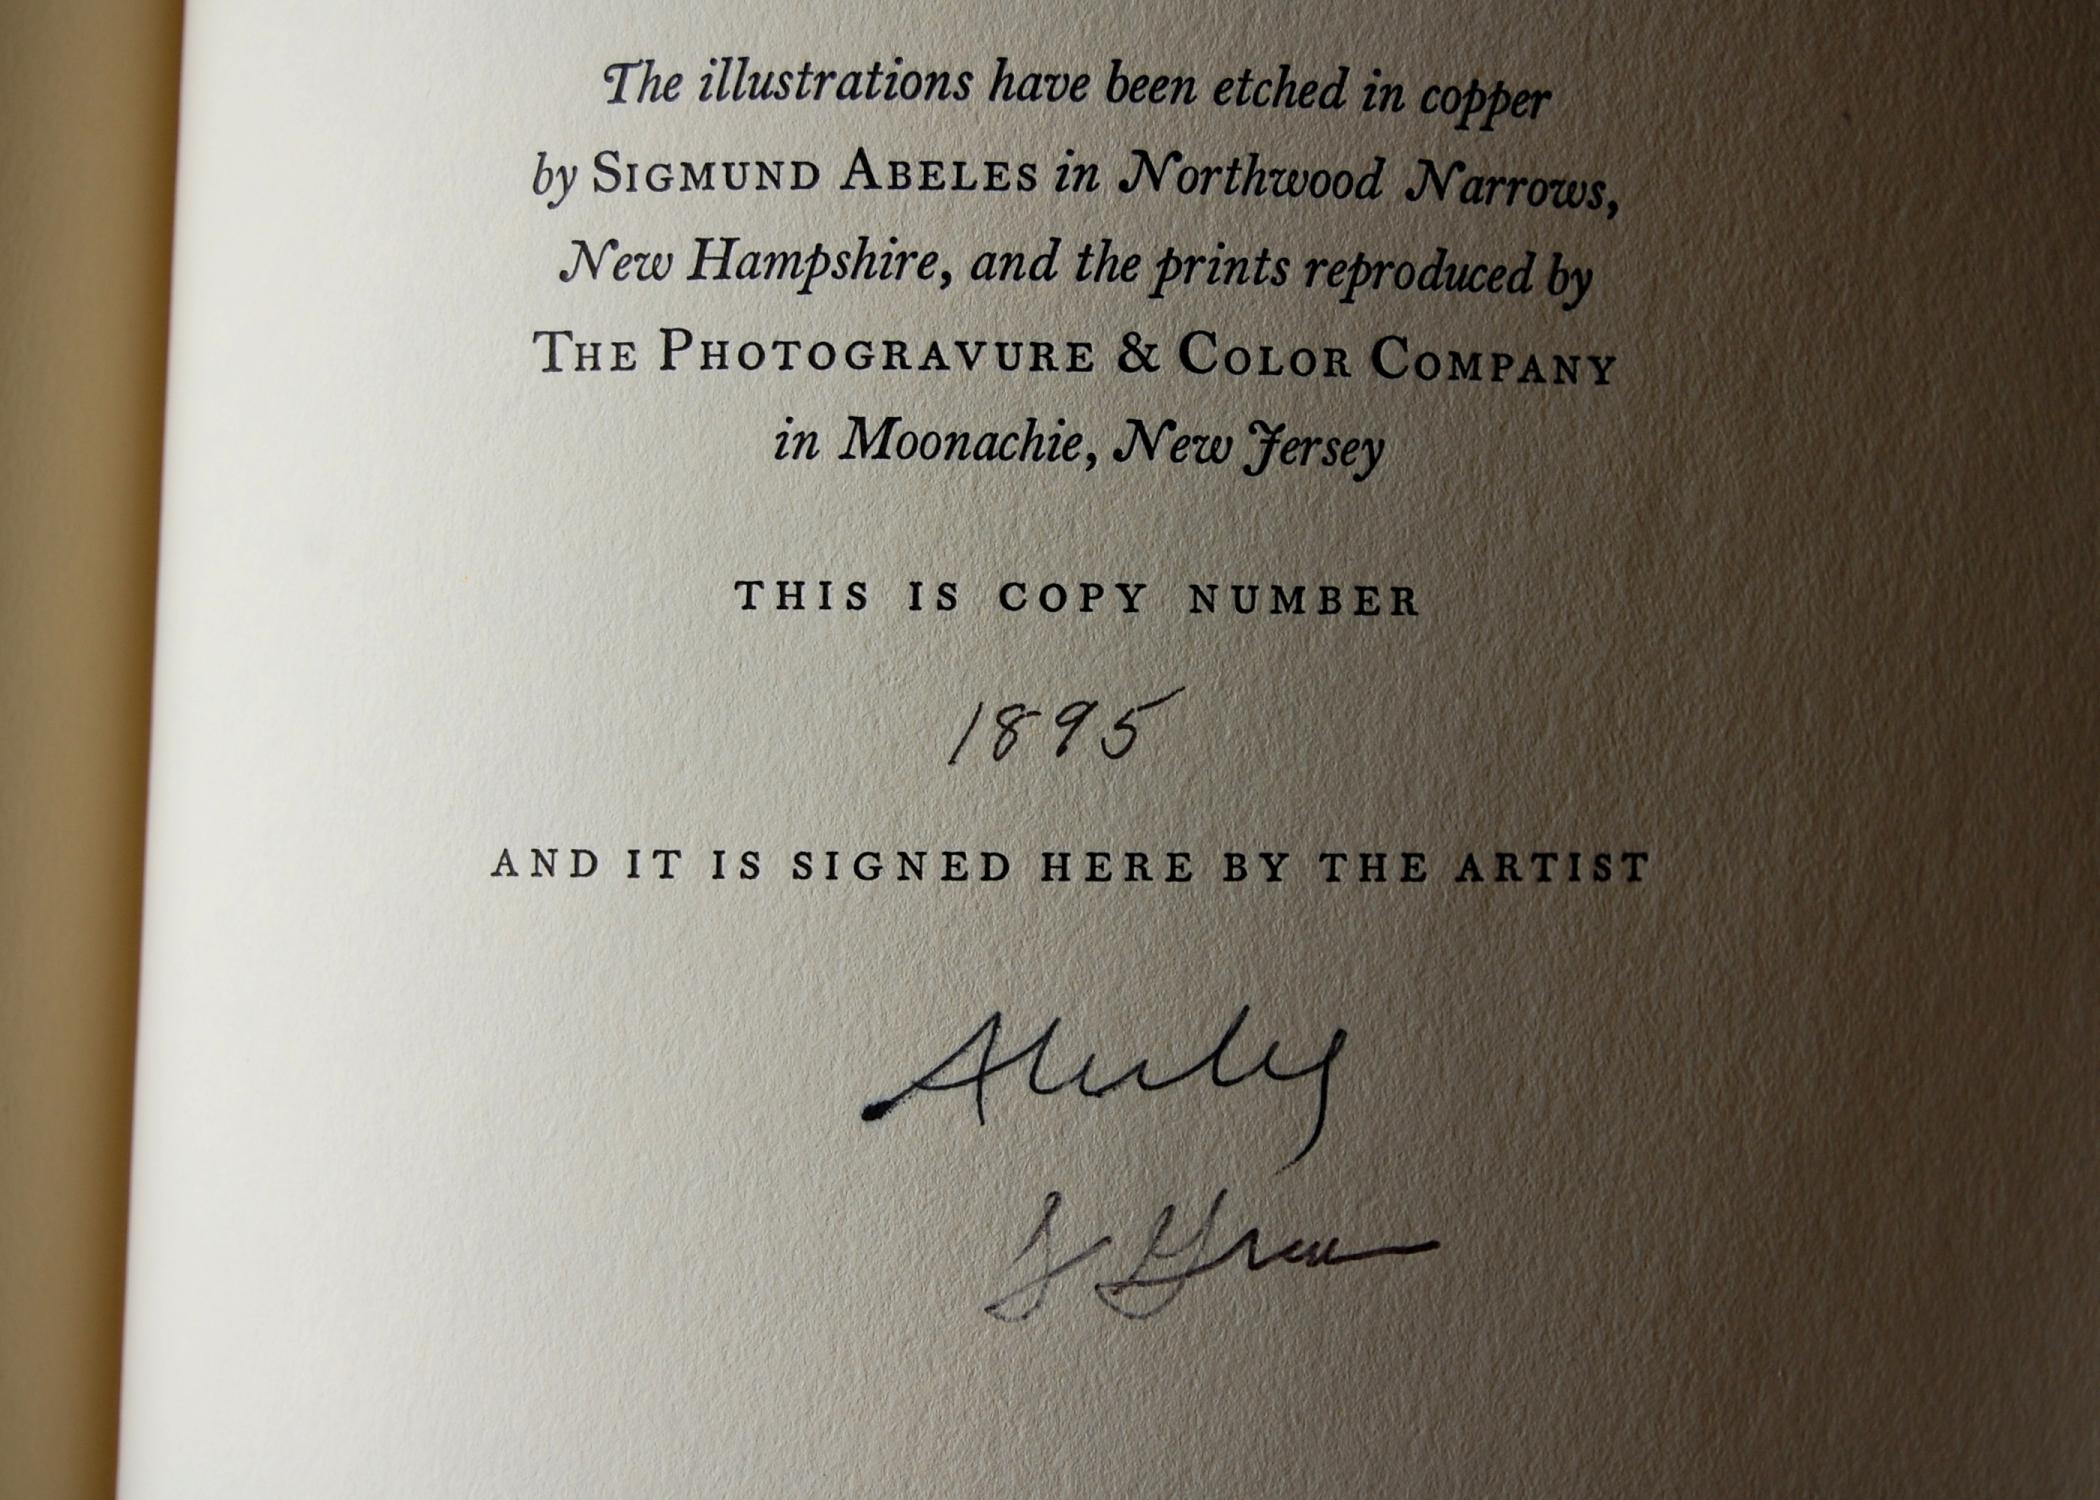 The illustrations have been etched in copper
by SIGMUND ABELES in Northwood Narrows,
New Hampshire, and the prints reproduced by
THE PHOTOGRAVURE & COLOR COMPANY
in Moonachie, New Jersey
THIS IS COPY NUMBER
1895
AND IT IS SIGNED HERE BY THE ARTIST
Abeles
G Greene